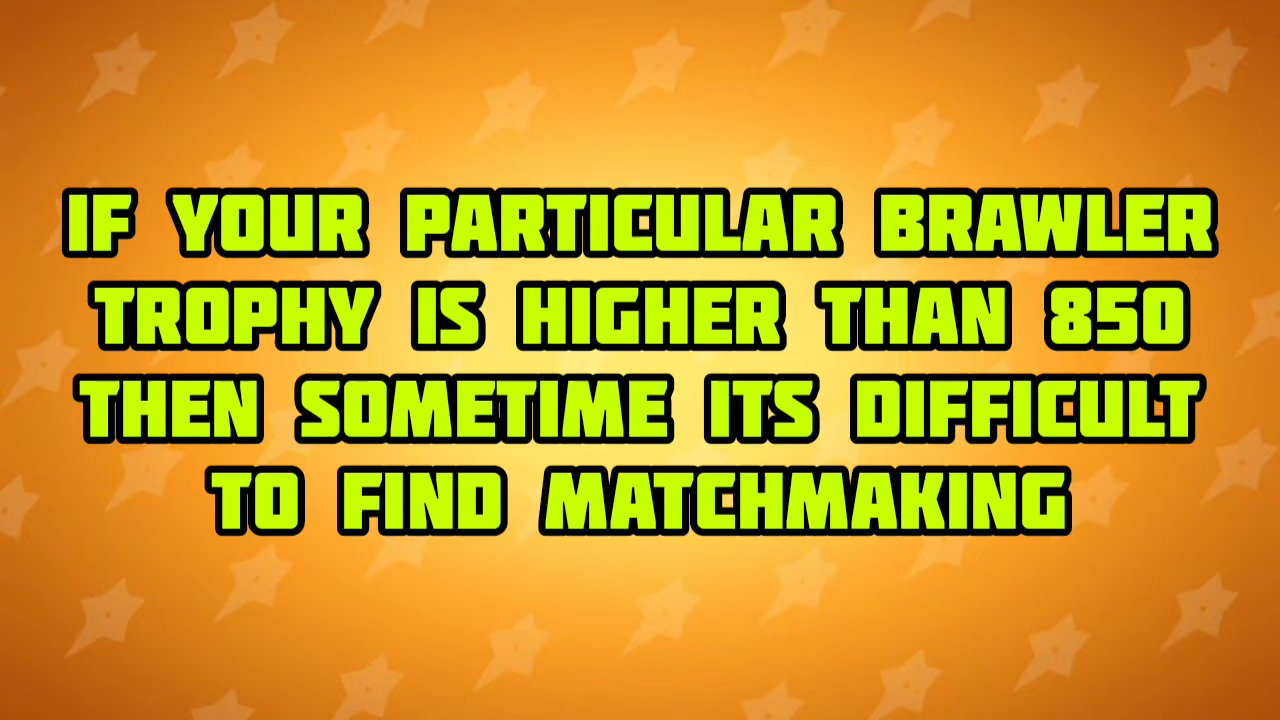 IF YOUR PARTICULAR BRAWLER
TROPHY IS HIGHER THAN 850
THEN SOMETIME ITS DIFFICULT
TO FIND MATCHMAKING